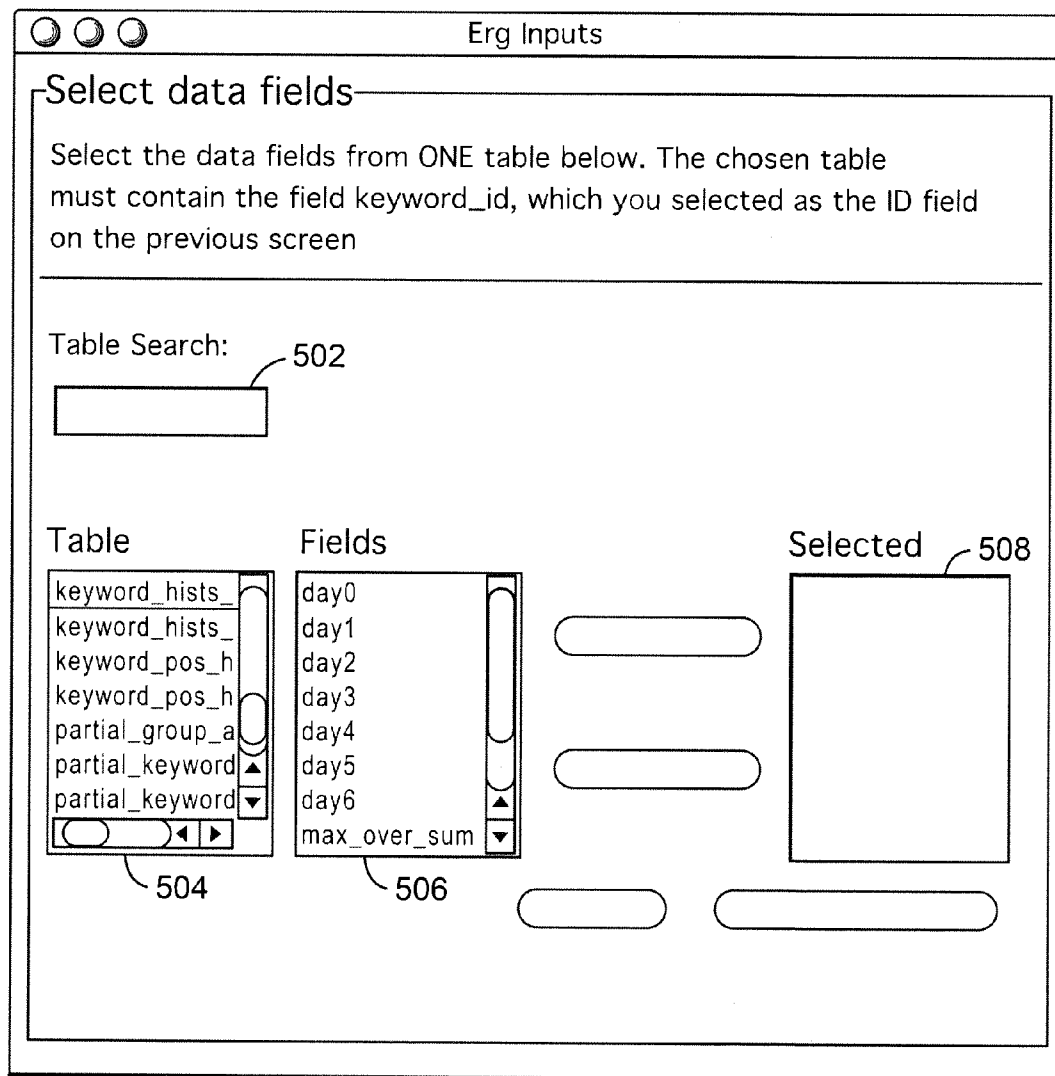 Erg Inputs
Select data fields
Select the data fields from ONE table below. The chosen table
must contain the field keyword_id, which you selected as the ID field
on the previous screen
Table Search:
502
Table
keyword_hists_
keyword_hists_
keyword_pos_h
keyword_pos_h
partial_group_a
partial_keyword
partial_keyword
504
Fields
day0
day1
day2
day3
day4
day5
day6
max_over_sum
506
Selected
508